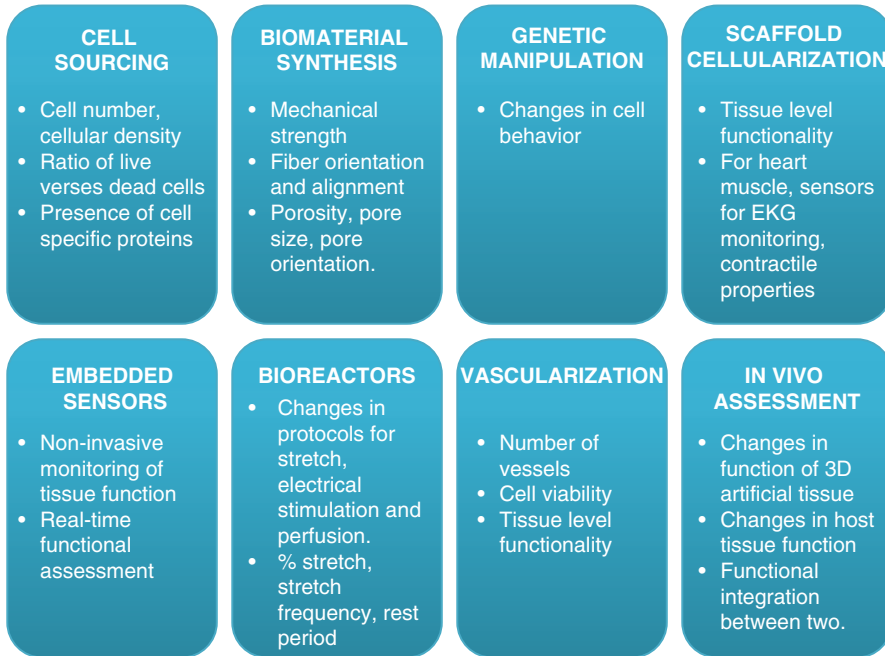 CELL
SOURCING
• Cell number,
cellular density
• Ratio of live
verses dead cells
• Presence of cell
specific proteins
BIOMATERIAL
SYNTHESIS
• Mechanical
strength
• Fiber orientation
and alignment
• Porosity, pore
size, pore
orientation.
GENETIC
MANIPULATION
• Changes in cell
behavior
SCAFFOLD
CELLULARIZATION
• Tissue level
functionality
• For heart
muscle, sensors
for EKG
monitoring,
contractile
properties
EMBEDDED
SENSORS
• Non-invasive
monitoring of
tissue function
• Real-time
functional
assessment
BIOREACTORS
• Changes in
protocols for
stretch,
electrical
stimulation and
perfusion.
• % stretch,
stretch
frequency, rest
period
VASCULARIZATION
• Number of
vessels
• Cell viability
• Tissue level
functionality
IN VIVO
ASSESSMENT
• Changes in
function of 3D
artificial tissue
• Changes in host
tissue function
• Functional
integration
between two.